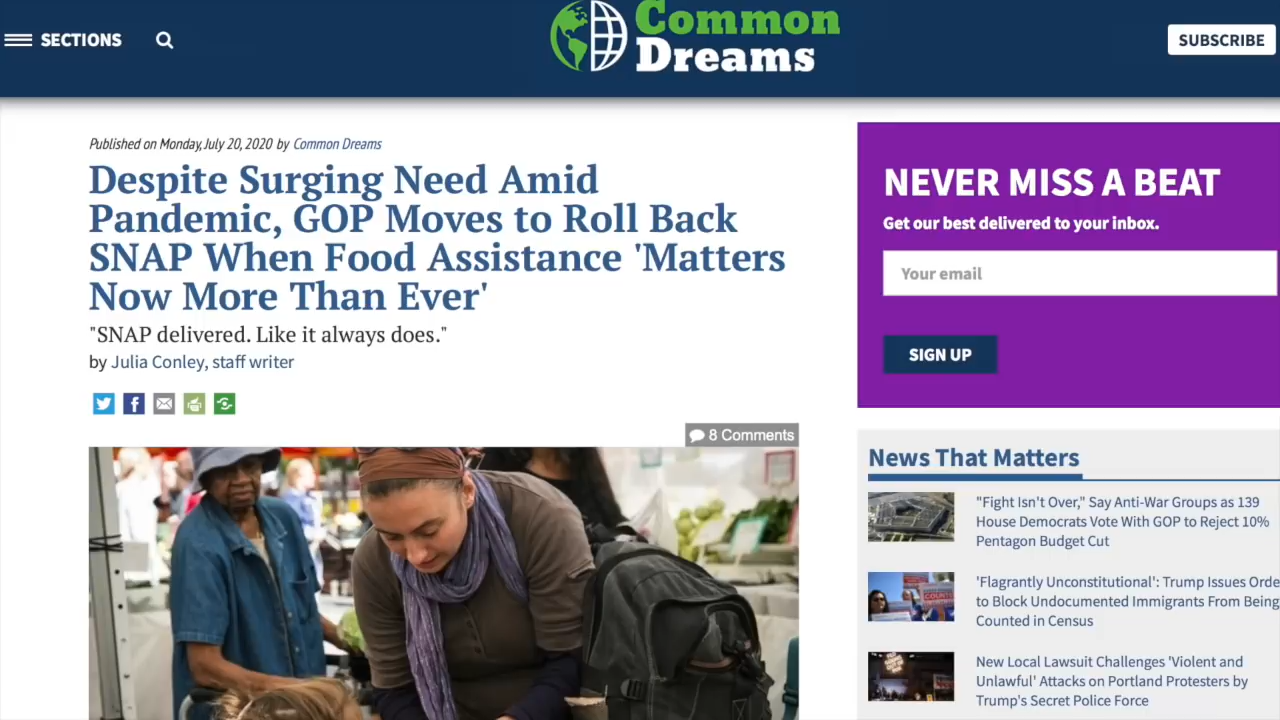 SECTIONS
Common
Dreams
SUBSCRIBE
Published on Monday, July 20, 2020 by Common Dreams
Despite Surging Need Amid
Pandemic, GOP Moves to Roll Back
SNAP When Food Assistance 'Matters
Now More Than Ever'
"SNAP delivered. Like it always does."
by Julia Conley, staff writer
8 Comments
NEVER MISS A BEAT
Get our best delivered to your inbox.
Your email
SIGN UP
News That Matters
"Fight Isn't Over," Say Anti-War Groups as 139
House Democrats Vote With GOP to Reject 10%
Pentagon Budget Cut
'Flagrantly Unconstitutional': Trump Issues Orde
to Block Undocumented Immigrants From Being
Counted in Census
New Local Lawsuit Challenges 'Violent and
Unlawful' Attacks on Portland Protesters by
Trump's Secret Police Force